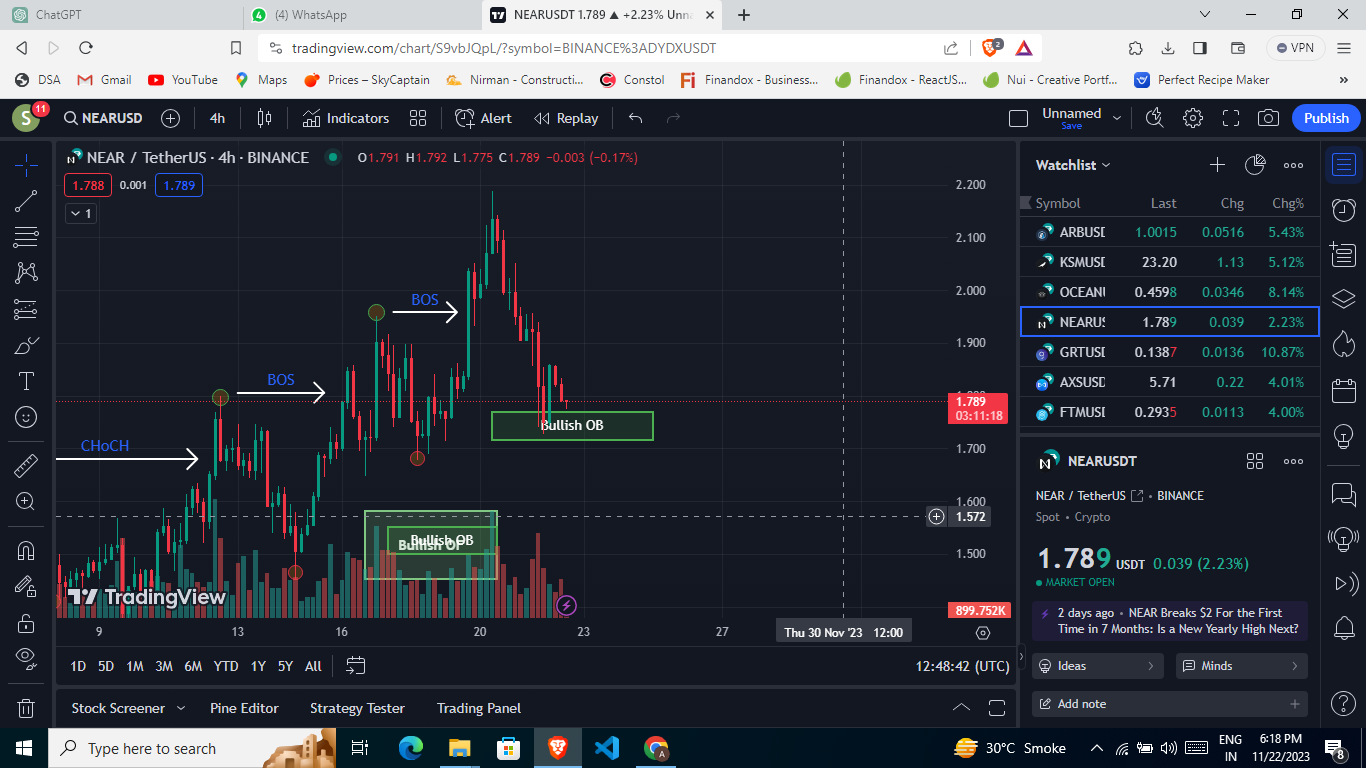 ChatGPT
(4) WhatsApp
NEARUSDT 1.789 ▲ +2.23% Unna
tradingview.com/chart/S9vbJQpL/?symbol=BINANCE%3ADYDXUSDT
2
VPN
DSA
Gmail
YouTube
Maps
Prices – SkyCaptain
Nirman - Constructi...
Constol
Finandox - Business...
Finandox - ReactJS...
Nui - Creative Portf...
Perfect Recipe Maker
»
S
11
NEARUSD
4h
Indicators
Alert
Replay
Unnamed
Save
Publish
NEAR / TetherUS · 4h · BINANCE
O1.791 H1.792 L1.775 C1.789 −0.003 (−0.17%)
1.788
0.001
1.789
1
2.200
2.100
2.000
1.900
1.789
03:11:18
1.700
1.600
1.572
1.500
899.752K
BOS
BOS
CHoCH
Bullish OB
Bullish OB
TradingView
9
13
16
20
23
27
Thu 30 Nov '23 12:00
1D 5D 1M 3M 6M YTD 1Y 5Y All
12:48:42 (UTC)
Stock Screener
Pine Editor
Strategy Tester
Trading Panel
Watchlist
Symbol Last Chg Chg%
ARBUSD 1.0015 0.0516 5.43%
KSMUSD 23.20 1.13 5.12%
OCEANU 0.4598 0.0346 8.14%
NEARUS 1.789 0.039 2.23%
GRTUSD 0.1387 0.0136 10.87%
AXSUSD 5.71 0.22 4.01%
FTMUSD 0.2935 0.0113 4.00%
NEARUSDT
NEAR / TetherUS • BINANCE
Spot • Crypto
1.789 USDT 0.039 (2.23%)
MARKET OPEN
2 days ago • NEAR Breaks $2 For the First
Time in 7 Months: Is a New Yearly High Next?
Ideas
Minds
Add note
Type here to search
30°C Smoke
ENG
IN
6:18 PM
11/22/2023
8